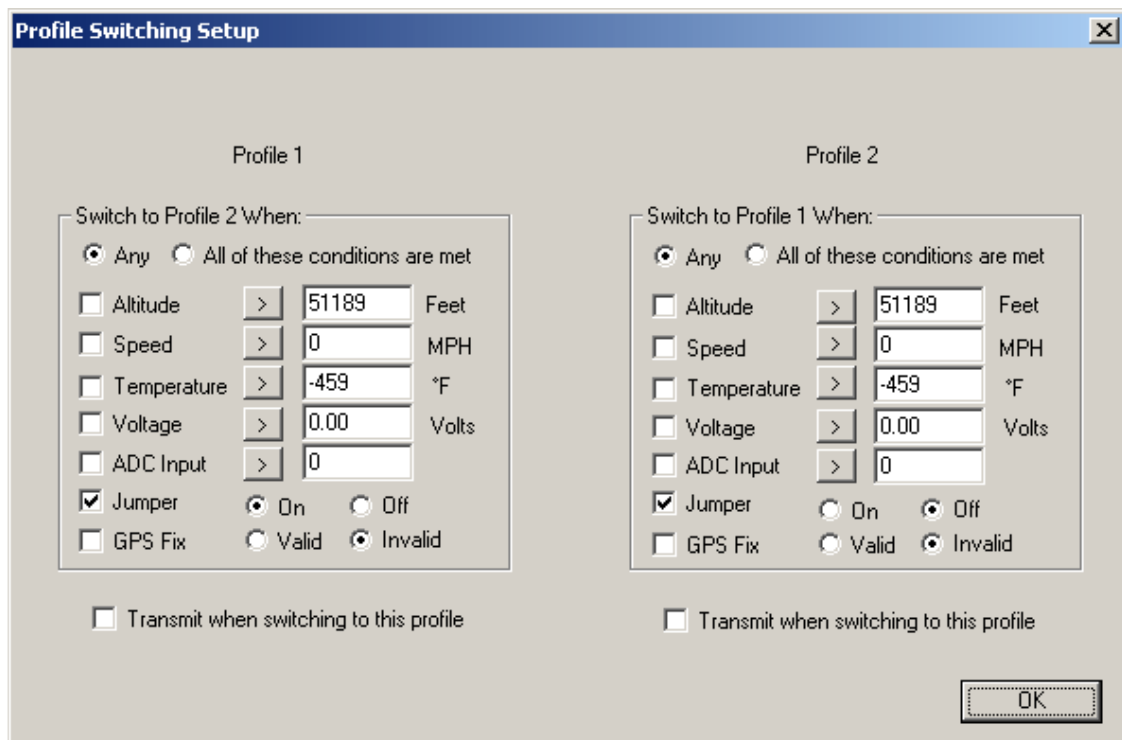 Profile Switching Setup
Profile 1
Switch to Profile 2 When:
Any All of these conditions are met
Altitude > 51189 Feet
Speed > 0 MPH
Temperature > -459 °F
Voltage > 0.00 Volts
ADC Input > 0
Jumper On Off
GPS Fix Valid Invalid
Transmit when switching to this profile
Profile 2
Switch to Profile 1 When:
Any All of these conditions are met
Altitude > 51189 Feet
Speed > 0 MPH
Temperature > -459 °F
Voltage > 0.00 Volts
ADC Input > 0
Jumper On Off
GPS Fix Valid Invalid
Transmit when switching to this profile
OK